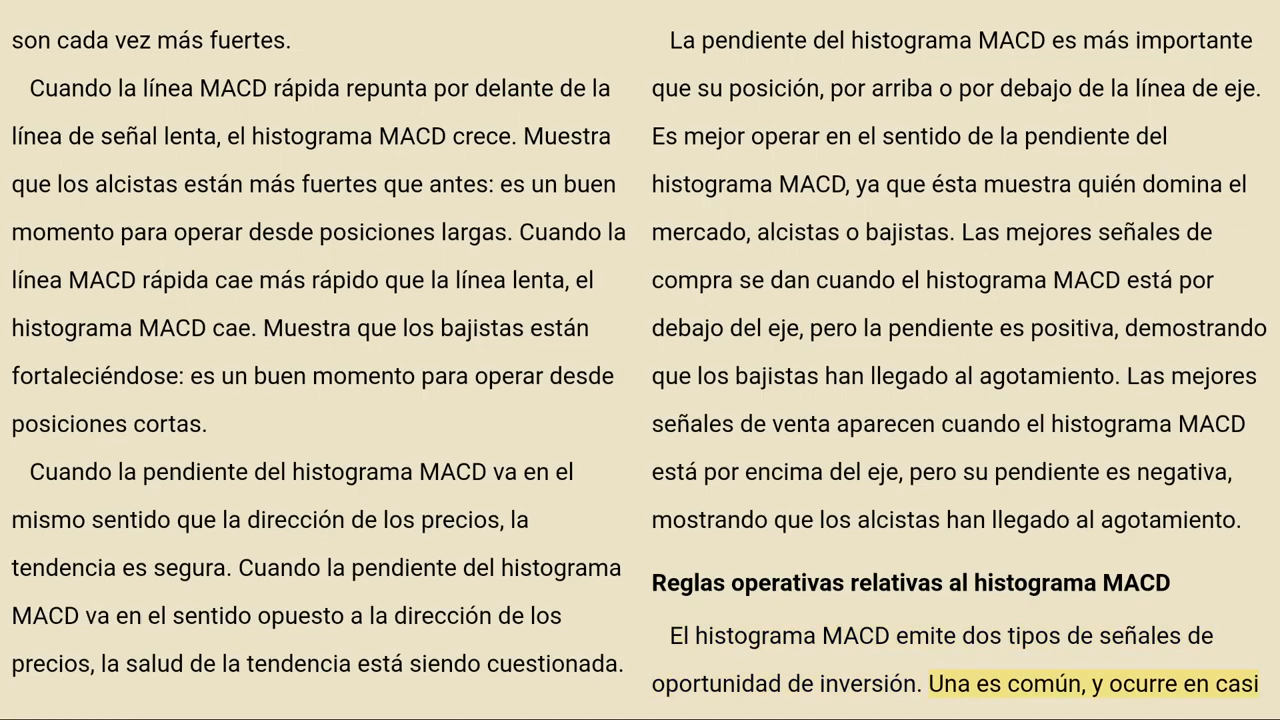 son cada vez más fuertes.
Cuando la línea MACD rápida repunta por delante de la
línea de señal lenta, el histograma MACD crece. Muestra
que los alcistas están más fuertes que antes: es un buen
momento para operar desde posiciones largas. Cuando la
línea MACD rápida cae más rápido que la línea lenta, el
histograma MACD cae. Muestra que los bajistas están
fortaleciéndose: es un buen momento para operar desde
posiciones cortas.
Cuando la pendiente del histograma MACD va en el
mismo sentido que la dirección de los precios, la
tendencia es segura. Cuando la pendiente del histograma
MACD va en el sentido opuesto a la dirección de los
precios, la salud de la tendencia está siendo cuestionada.
La pendiente del histograma MACD es más importante
que su posición, por arriba o por debajo de la línea de eje.
Es mejor operar en el sentido de la pendiente del
histograma MACD, ya que ésta muestra quién domina el
mercado, alcistas o bajistas. Las mejores señales de
compra se dan cuando el histograma MACD está por
debajo del eje, pero la pendiente es positiva, demostrando
que los bajistas han llegado al agotamiento. Las mejores
señales de venta aparecen cuando el histograma MACD
está por encima del eje, pero su pendiente es negativa,
mostrando que los alcistas han llegado al agotamiento.
Reglas operativas relativas al histograma MACD
El histograma MACD emite dos tipos de señales de
oportunidad de inversión. Una es común, y ocurre en casi